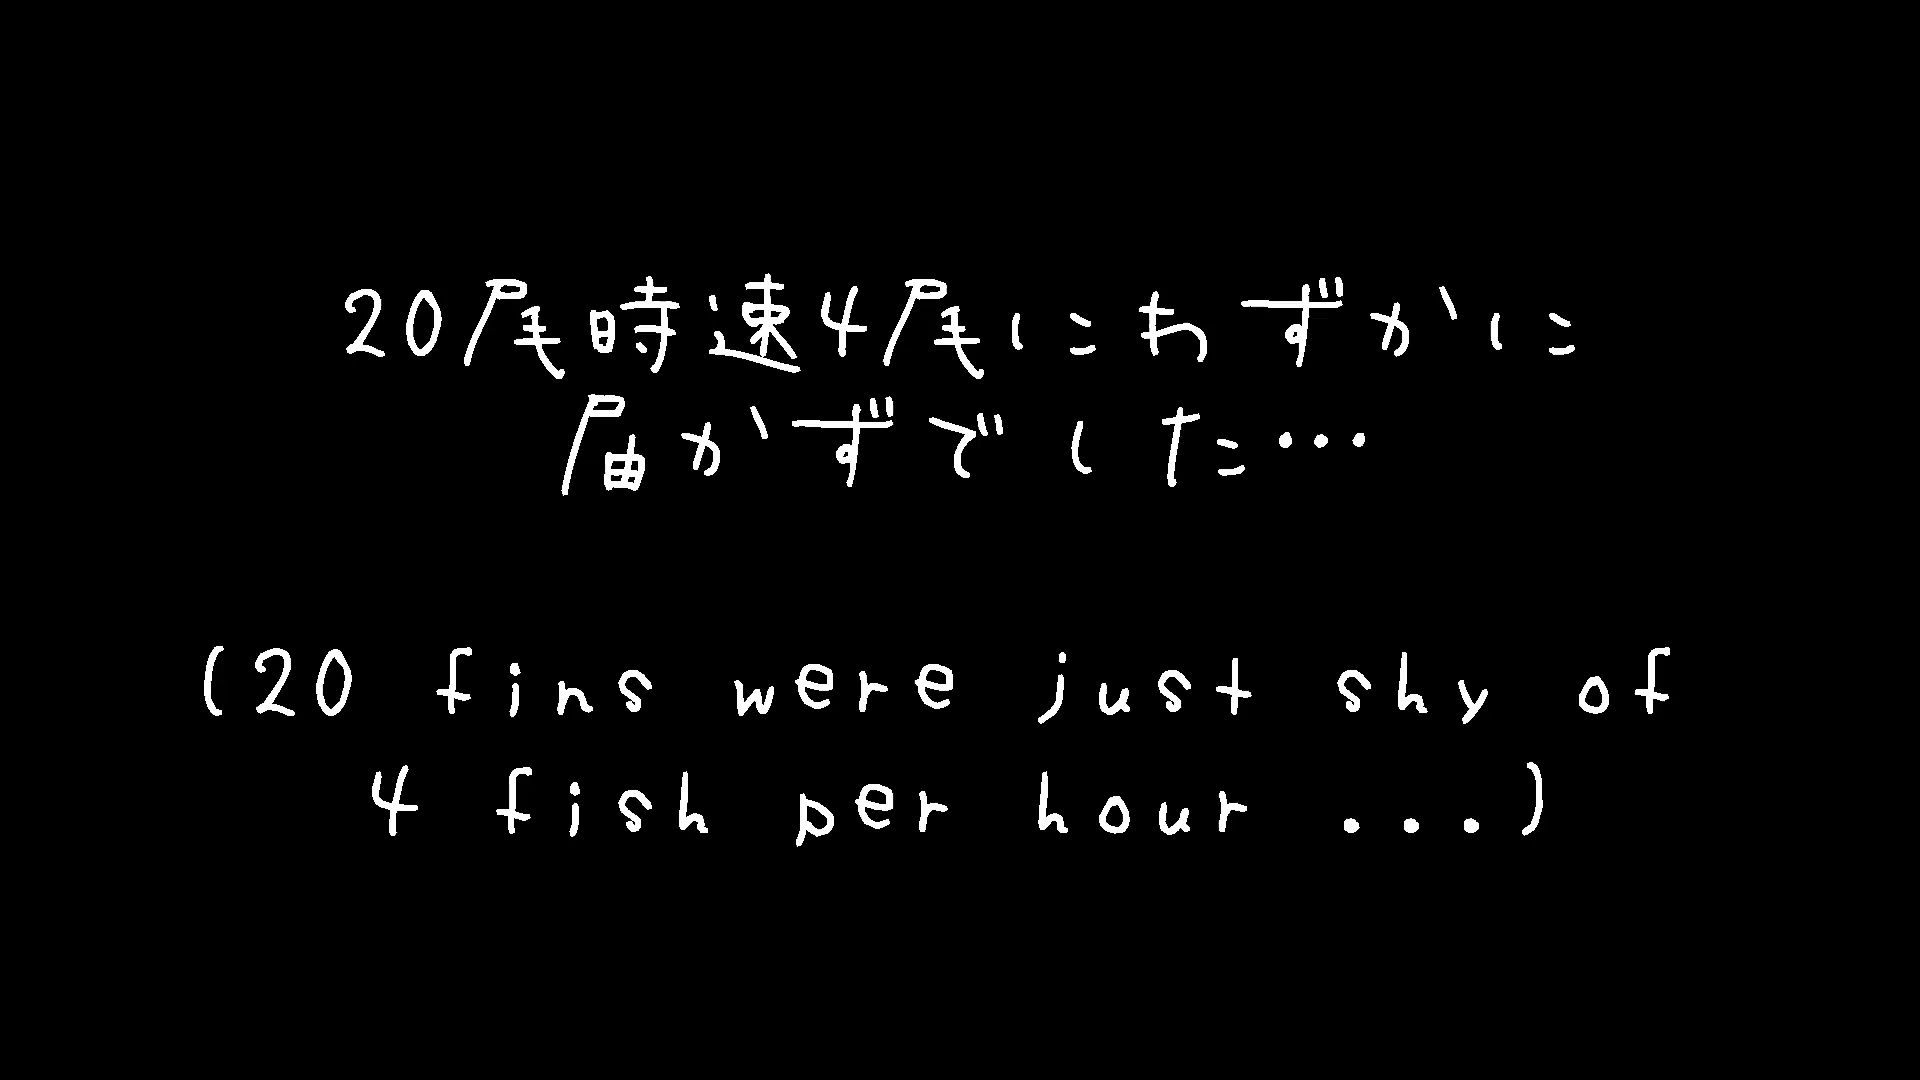 20尾時速4尾にわずかに
届かずでした…
(20 fins were just shy of
4 fish per hour ...)